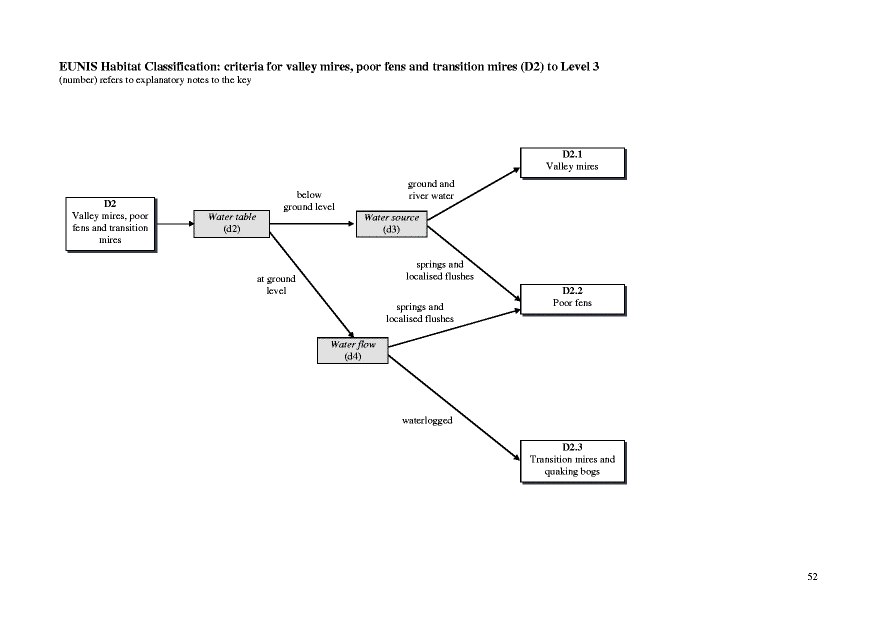 EUNIS Habitat Classification: criteria for valley mires, poor fens and transition mires (D2) to Level 3
(number) refers to explanatory notes to the key
D2.1
Valley mires
ground and
river water
below
ground level
D2
Valley mires, poor
fens and transition
mires
Water table
(d2)
Water source
(d3)
springs and
localised flushes
at ground
level
D2.2
Poor fens
springs and
localised flushes
Water flow
(d4)
waterlogged
D2.3
Transition mires and
quaking bogs
52